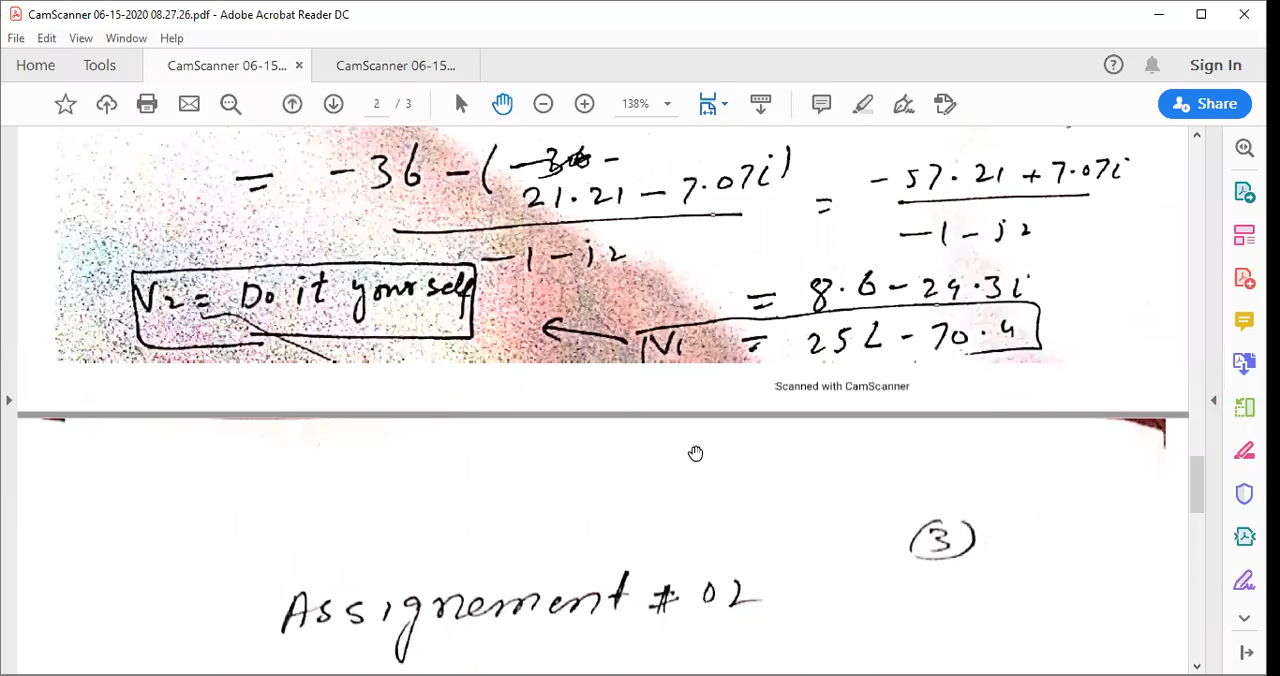 CamScanner 06-15-2020 08.27.26.pdf - Adobe Acrobat Reader DC
File Edit View Window Help
Home Tools CamScanner 06-15... × CamScanner 06-15... Sign In
2 / 3 138% Share
= -36 - (
21.21 - 7.07i)
-1 - j2
= -57.21 + 7.07i
-1 - j2
= 8.6 - 24.3i
V2 = Do it yourself
V1 = 25∠-70.4
Scanned with CamScanner
(3)
Assignement # 02